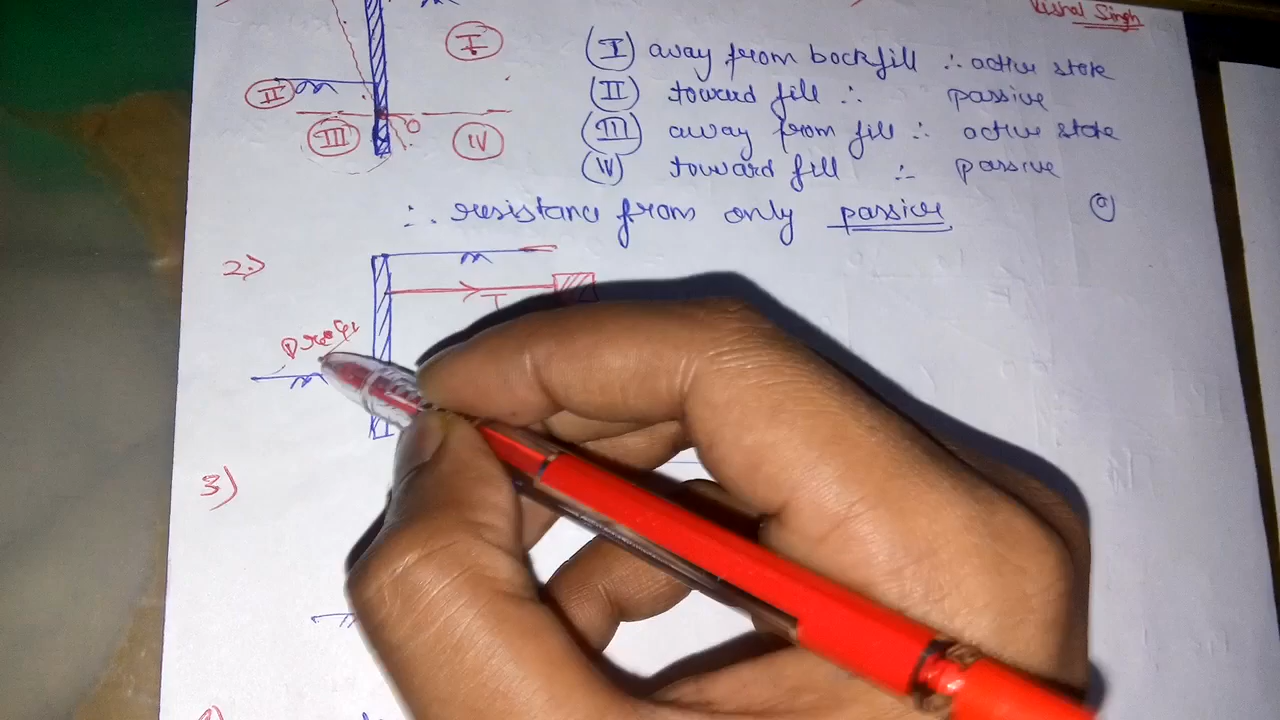 Vishal Singh
I
II
III
O
IV
(I) away from backfill ∴ active state
(II) toward fill ∴ passive
(III) away from fill ∴ active state
(IV) toward fill ∴ passive
∴ resistance from only passive
2.)
T
3)